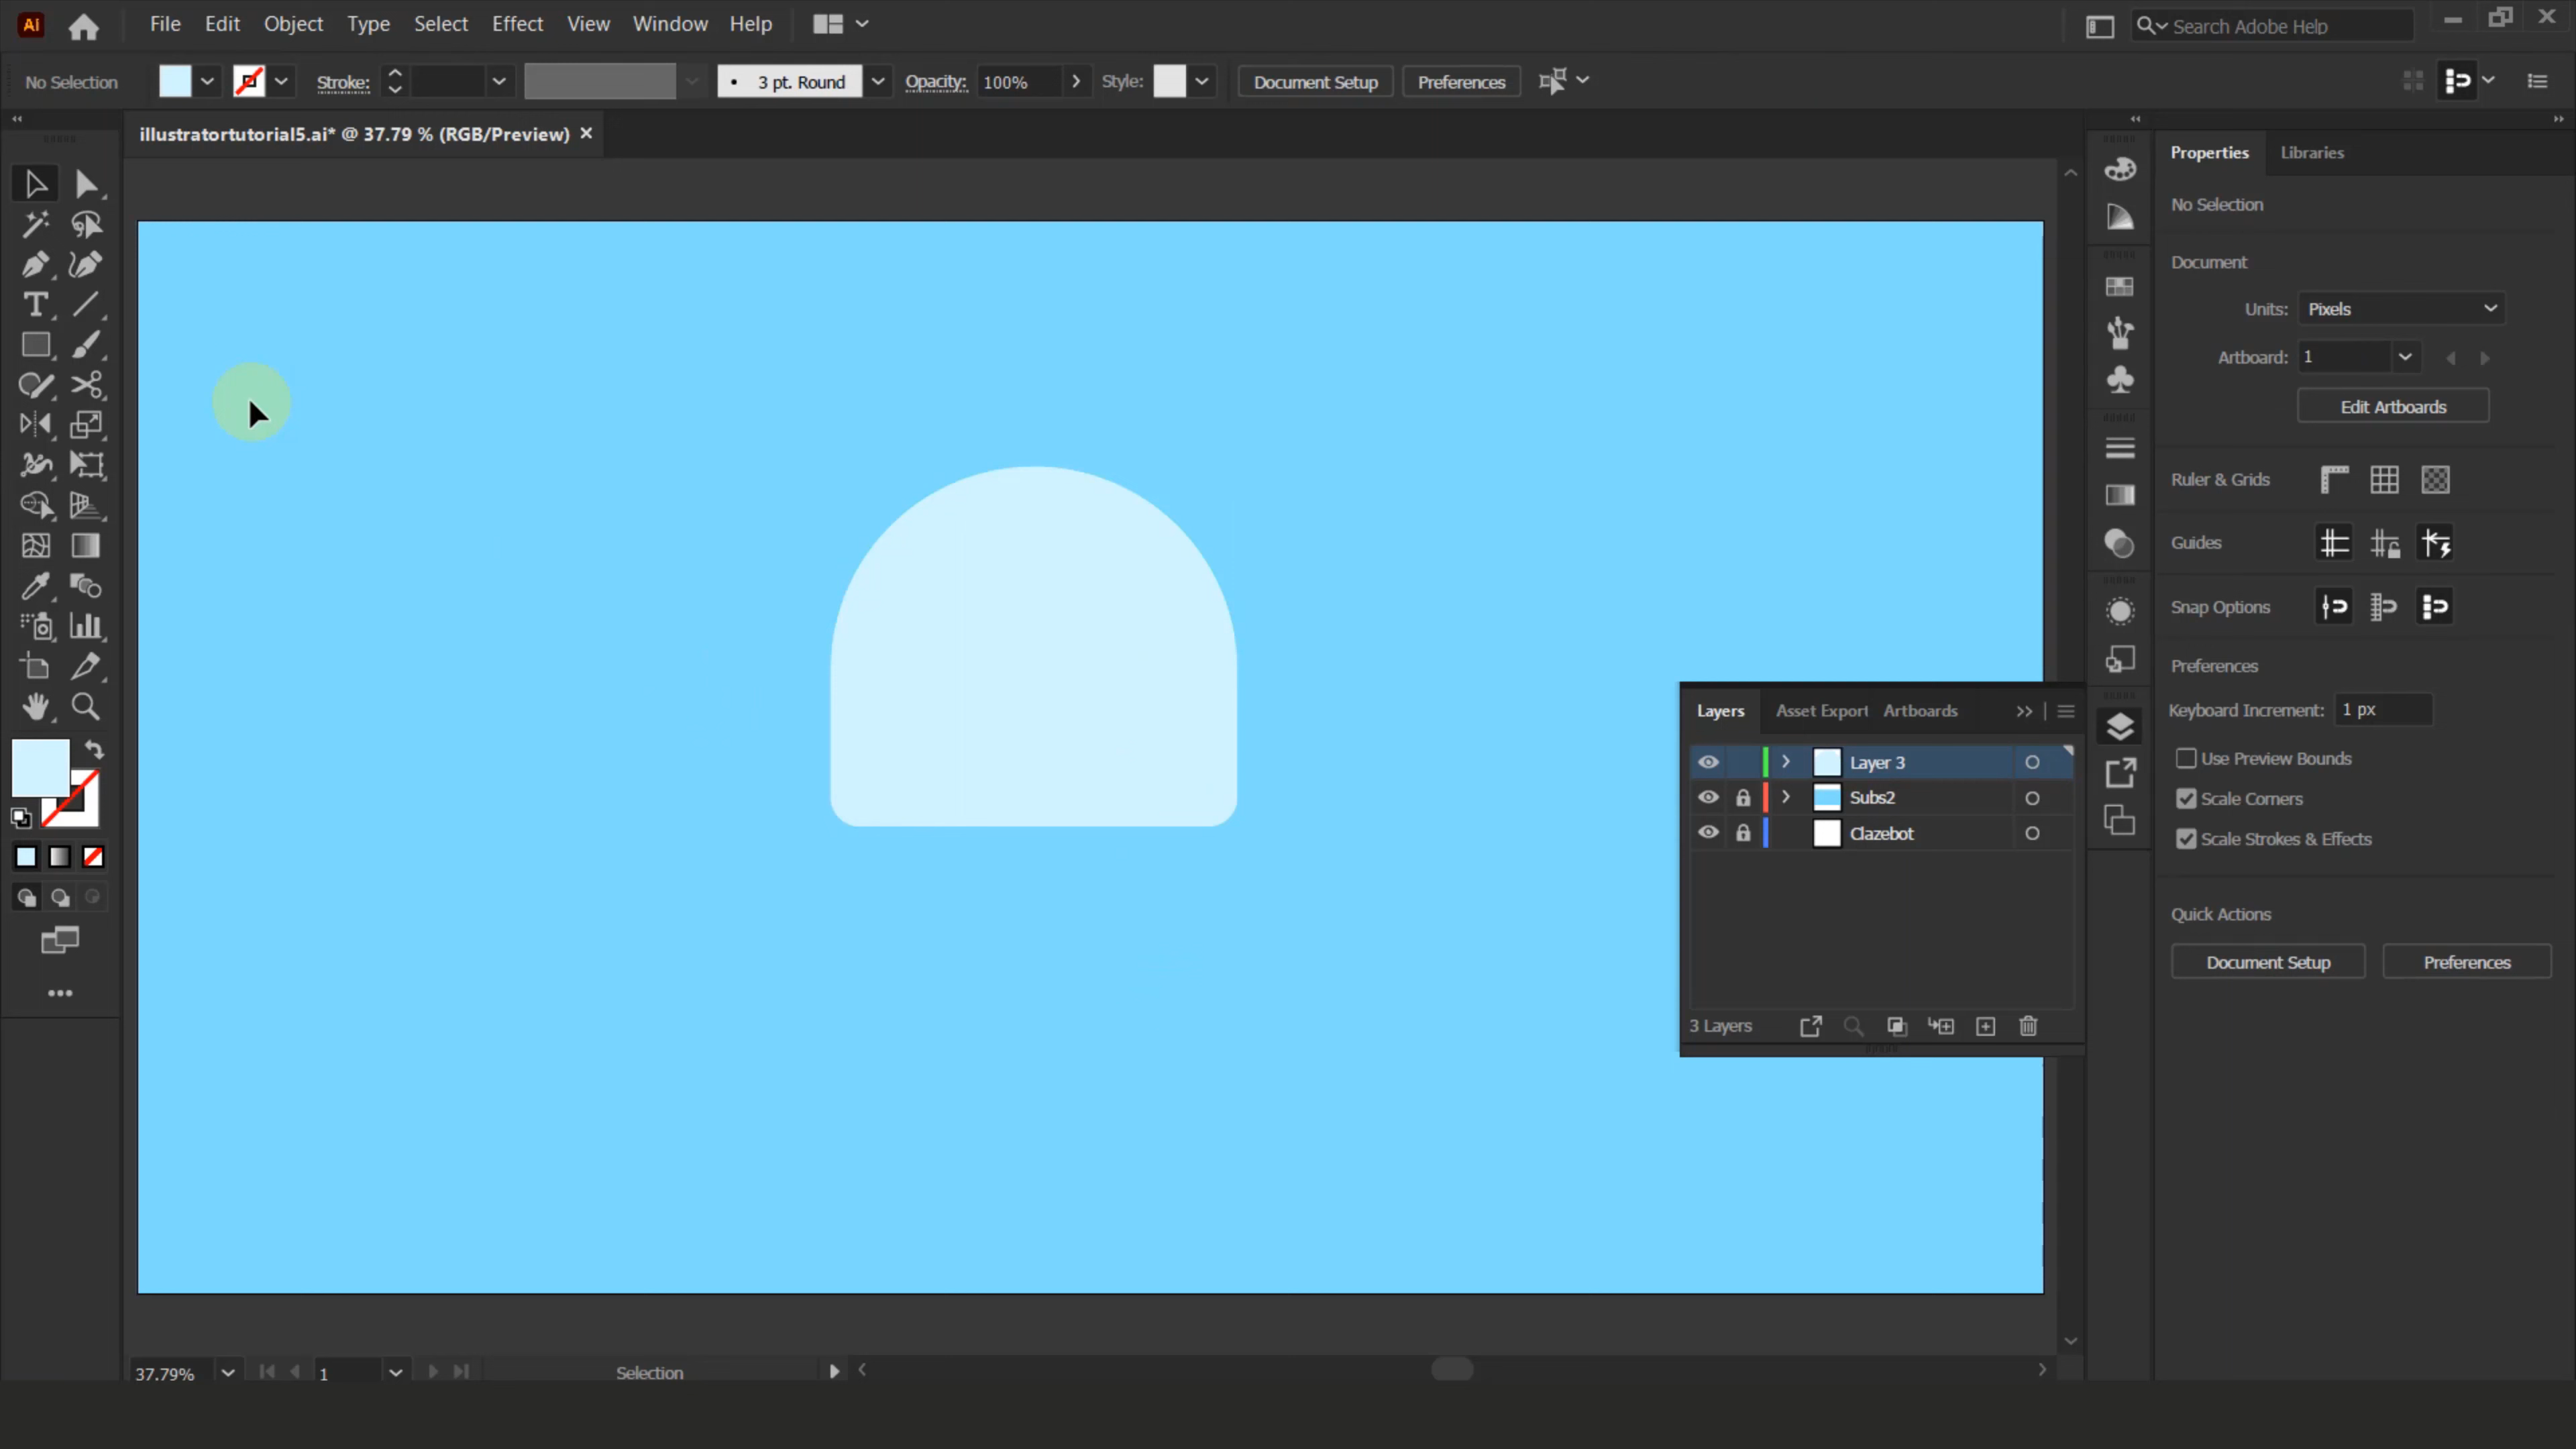 Ai File Edit Object Type Select Effect View Window Help Search Adobe Help
No Selection Stroke: 3 pt. Round Opacity: 100% Style: Document Setup Preferences
illustratortutorial5.ai* @ 37.79 % (RGB/Preview)
Properties Libraries
No Selection
Document
Units: Pixels
Artboard: 1
Edit Artboards
Ruler & Grids
Guides
Snap Options
Preferences
Keyboard Increment: 1 px
Use Preview Bounds
Scale Corners
Scale Strokes & Effects
Quick Actions
Document Setup Preferences
Layers Asset Export Artboards
Layer 3
Subs2
Clazebot
3 Layers
37.79% 1 Selection